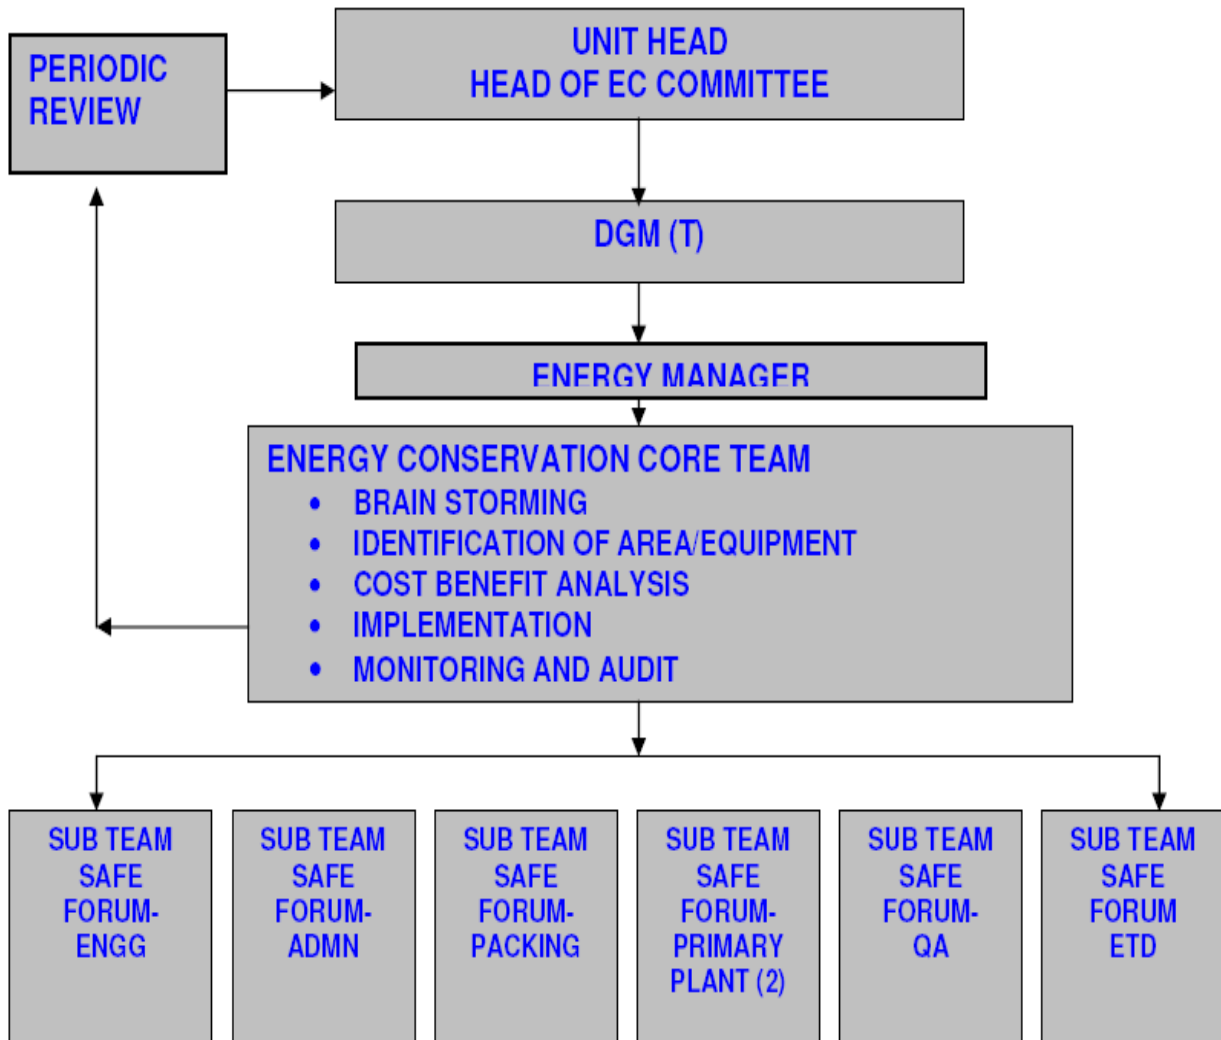 PERIODIC
REVIEW
UNIT HEAD
HEAD OF EC COMMITTEE
DGM (T)
ENERGY MANAGER
ENERGY CONSERVATION CORE TEAM
• BRAIN STORMING
• IDENTIFICATION OF AREA/EQUIPMENT
• COST BENEFIT ANALYSIS
• IMPLEMENTATION
• MONITORING AND AUDIT
SUB TEAM
SAFE
FORUM-
ENGG
SUB TEAM
SAFE
FORUM-
ADMN
SUB TEAM
SAFE
FORUM-
PACKING
SUB TEAM
SAFE
FORUM-
PRIMARY
PLANT (2)
SUB TEAM
SAFE
FORUM-
QA
SUB TEAM
SAFE
FORUM
ETD